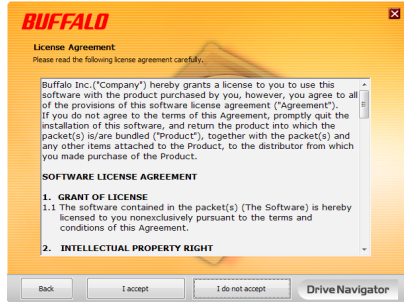 BUFFALO
License Agreement
Please read the following license agreement carefully.
Buffalo Inc.("Company") hereby grants a license to you to use this
software with the product purchased by you, however, you agree to all
of the provisions of this software license agreement ("Agreement").
If you do not agree to the terms of this Agreement, promptly quit the
installation of this software, and return the product into which the
packet(s) is/are bundled ("Product"), together with the packet(s) and
any other items attached to the Product, to the distributor from which
you made purchase of the Product.
SOFTWARE LICENSE AGREEMENT
1. GRANT OF LICENSE
1.1 The software contained in the packet(s) (The Software) is hereby
licensed to you nonexclusively pursuant to the terms and
conditions of this Agreement.
2. INTELLECTUAL PROPERTY RIGHT
Back
I accept
I do not accept
DriveNavigator